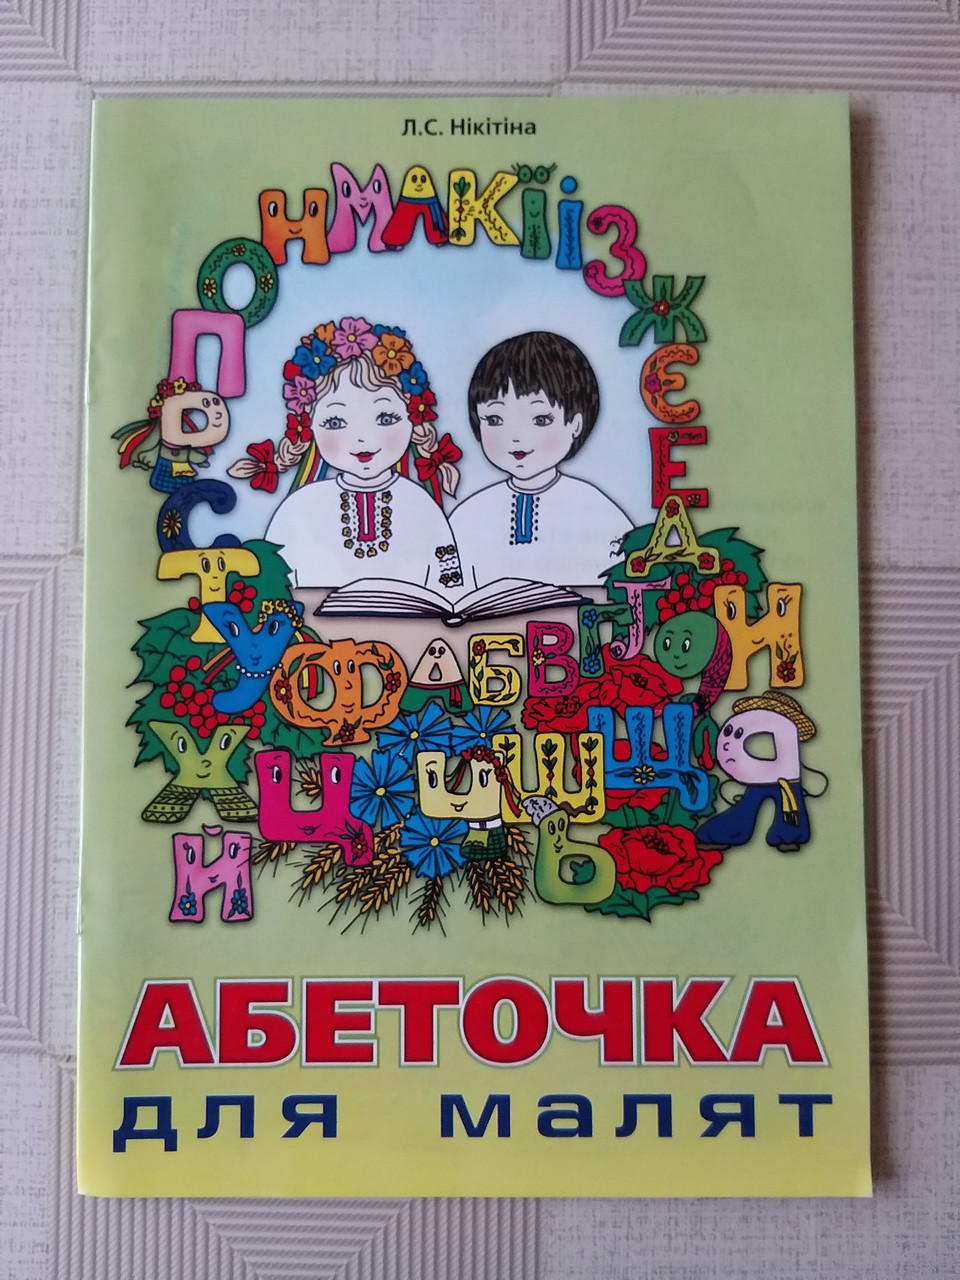 Л.С. Нікітіна
О Н М Л К Ї І З
П Ж
Р Є
С Е
Т Д
У Ф А Б В Г Ґ О Н
Х Ц Ц Ш Щ Я
Й Ь
АБЕТОЧКА
для малят